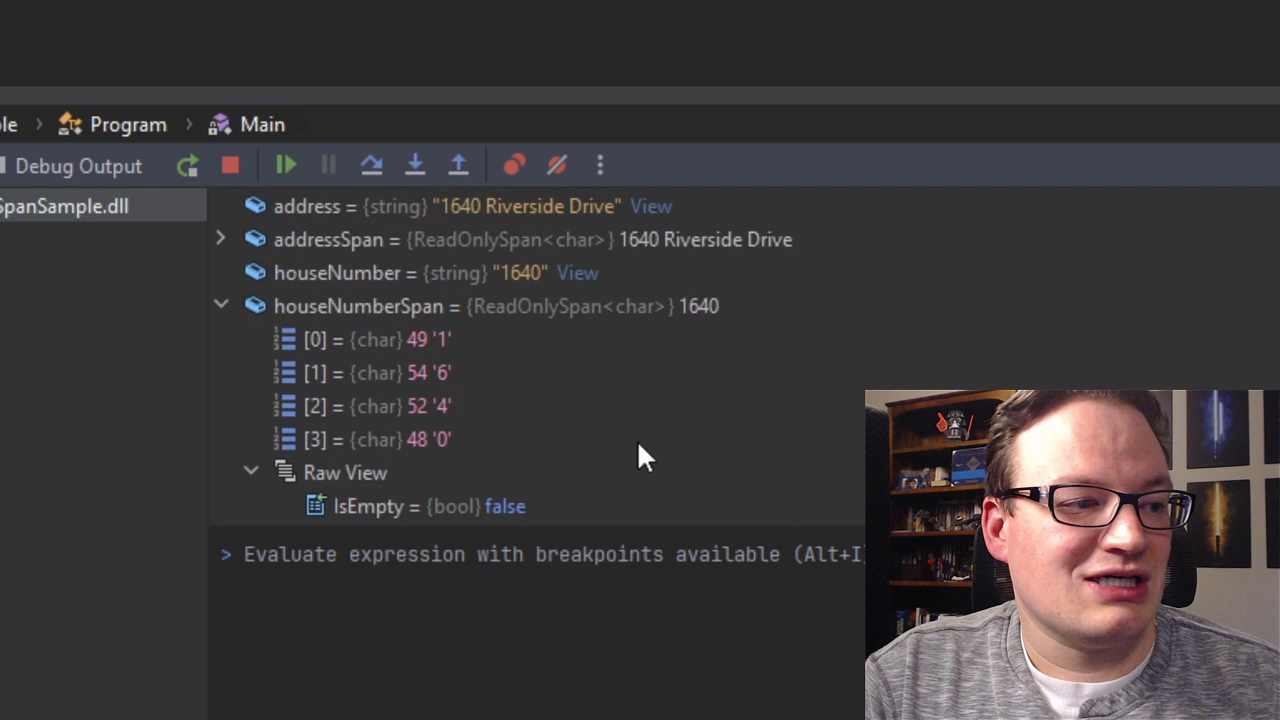 le › Program › Main
Debug Output
SpanSample.dll
address = {string} "1640 Riverside Drive" View
addressSpan = {ReadOnlySpan<char>} 1640 Riverside Drive
houseNumber = {string} "1640" View
houseNumberSpan = {ReadOnlySpan<char>} 1640
[0] = {char} 49 '1'
[1] = {char} 54 '6'
[2] = {char} 52 '4'
[3] = {char} 48 '0'
Raw View
IsEmpty = {bool} false
> Evaluate expression with breakpoints available (Alt+I